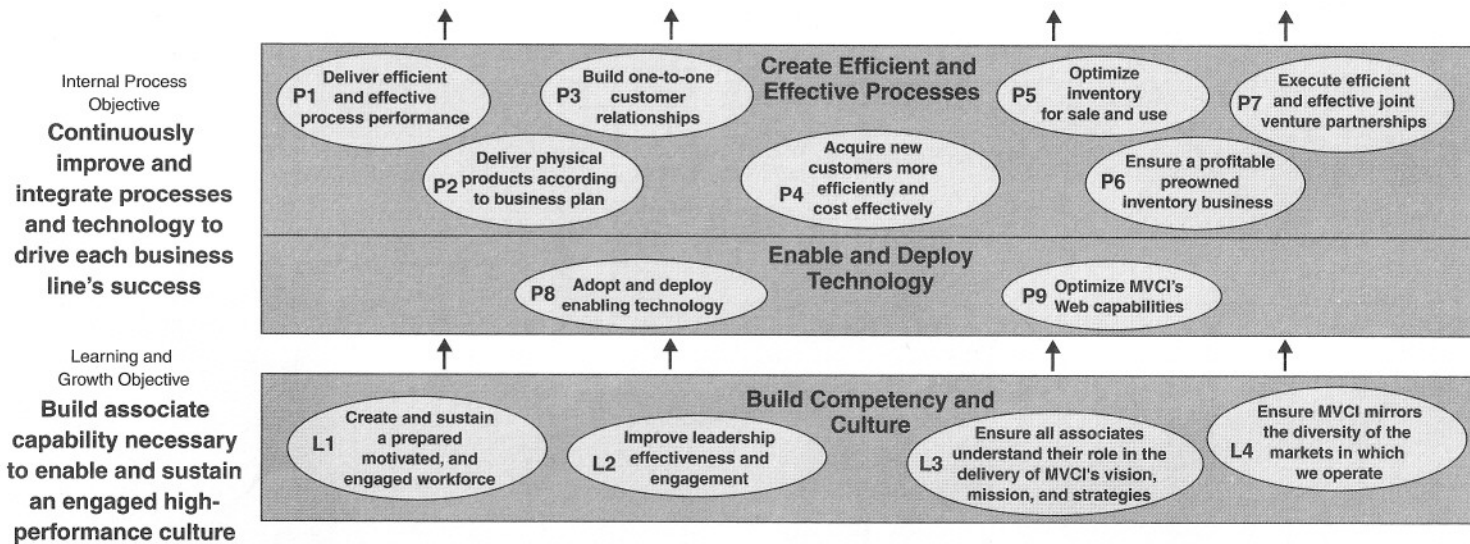 Internal Process
Objective
Continuously
improve and
integrate processes
and technology to
drive each business
line's success
Create Efficient and
Effective Processes
P1
Deliver efficient
and effective
process performance
P2
Deliver physical
products according
to business plan
P3
Build one-to-one
customer
relationships
P4
Acquire new
customers more
efficiently and
cost effectively
P5
Optimize
inventory
for sale and use
P6
Ensure a profitable
preowned
inventory business
P7
Execute efficient
and effective joint
venture partnerships
Enable and Deploy
Technology
P8
Adopt and deploy
enabling technology
P9
Optimize MVCI's
Web capabilities
Learning and
Growth Objective
Build associate
capability necessary
to enable and sustain
an engaged high-
performance culture
Build Competency and
Culture
L1
Create and sustain
a prepared
motivated, and
engaged workforce
L2
Improve leadership
effectiveness and
engagement
L3
Ensure all associates
understand their role in the
delivery of MVCI's vision,
mission, and strategies
L4
Ensure MVCI mirrors
the diversity of the
markets in which
we operate